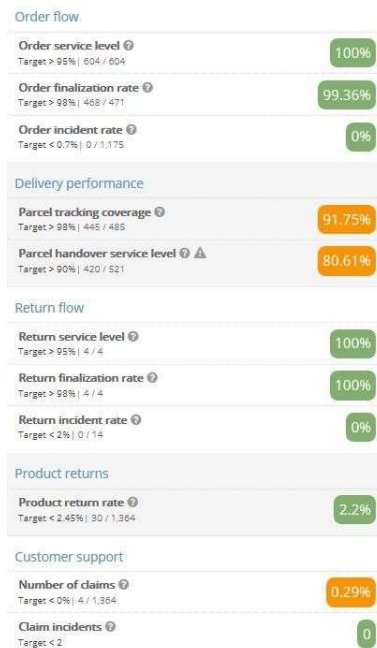 Order flow
Order service level
100%
Target > 95% | 604 / 604
Order finalization rate
99.36%
Target > 98% | 468 / 471
Order incident rate
0%
Target < 0.7% | 0 / 1,175
Delivery performance
Parcel tracking coverage
91.75%
Target > 98% | 445 / 485
Parcel handover service level
80.61%
Target > 90% | 420 / 521
Return flow
Return service level
100%
Target > 95% | 4 / 4
Return finalization rate
100%
Target > 98% | 4 / 4
Return incident rate
0%
Target < 2% | 0 / 14
Product returns
Product return rate
2.2%
Target < 2.45% | 30 / 1,364
Customer support
Number of claims
0.29%
Target < 0% | 4 / 1,364
Claim incidents
0
Target < 2